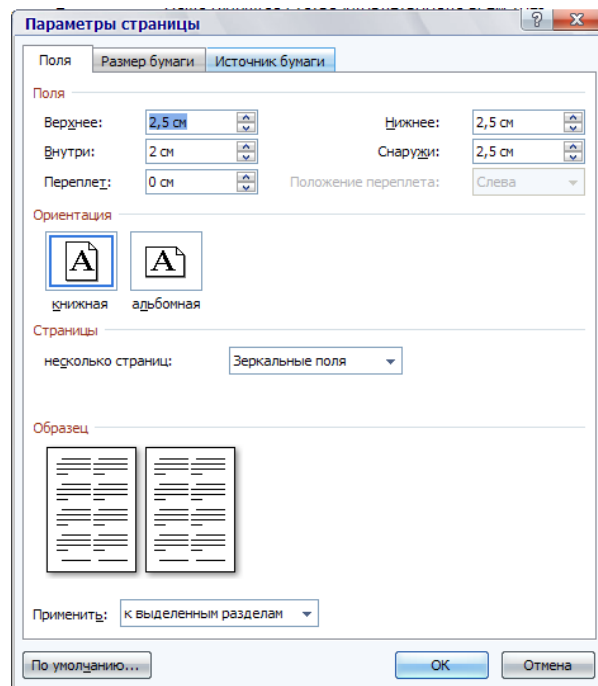 Параметры страницы
Поля Размер бумаги Источник бумаги
Поля
Верхнее: 2,5 см Нижнее: 2,5 см
Внутри: 2 см Снаружи: 2,5 см
Переплет: 0 см Положение переплета: Слева
Ориентация
A A
книжная альбомная
Страницы
несколько страниц: Зеркальные поля
Образец
Применить: к выделенным разделам
По умолчанию... ОК Отмена